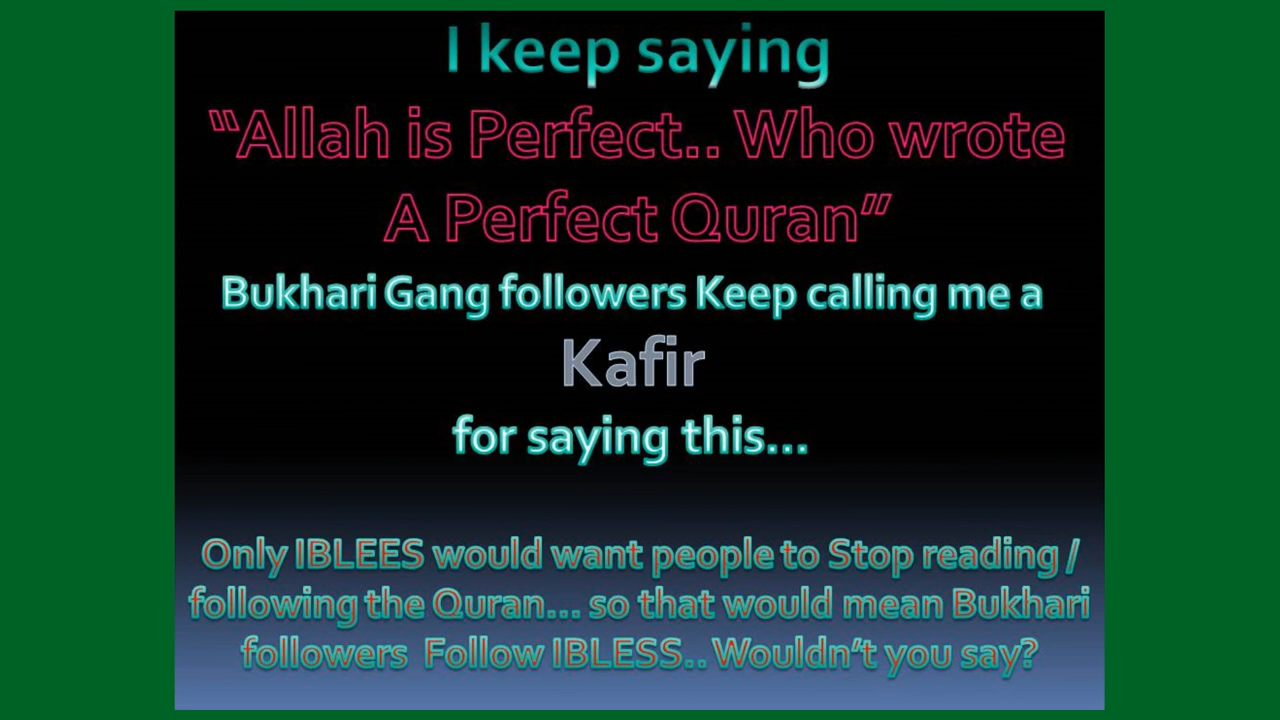 I keep saying
“Allah is Perfect.. Who wrote
A Perfect Quran”
Bukhari Gang followers Keep calling me a
Kafir
for saying this...
Only IBLEES would want people to Stop reading /
following the Quran... so that would mean Bukhari
followers Follow IBLESS.. Wouldn’t you say?